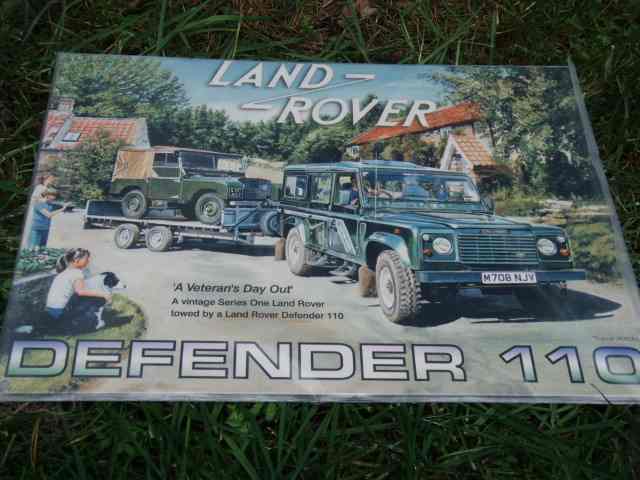 LAND
ROVER
M708 NJV
'A Veteran's Day Out'
A vintage Series One Land Rover
towed by a Land Rover Defender 110
DEFENDER 110